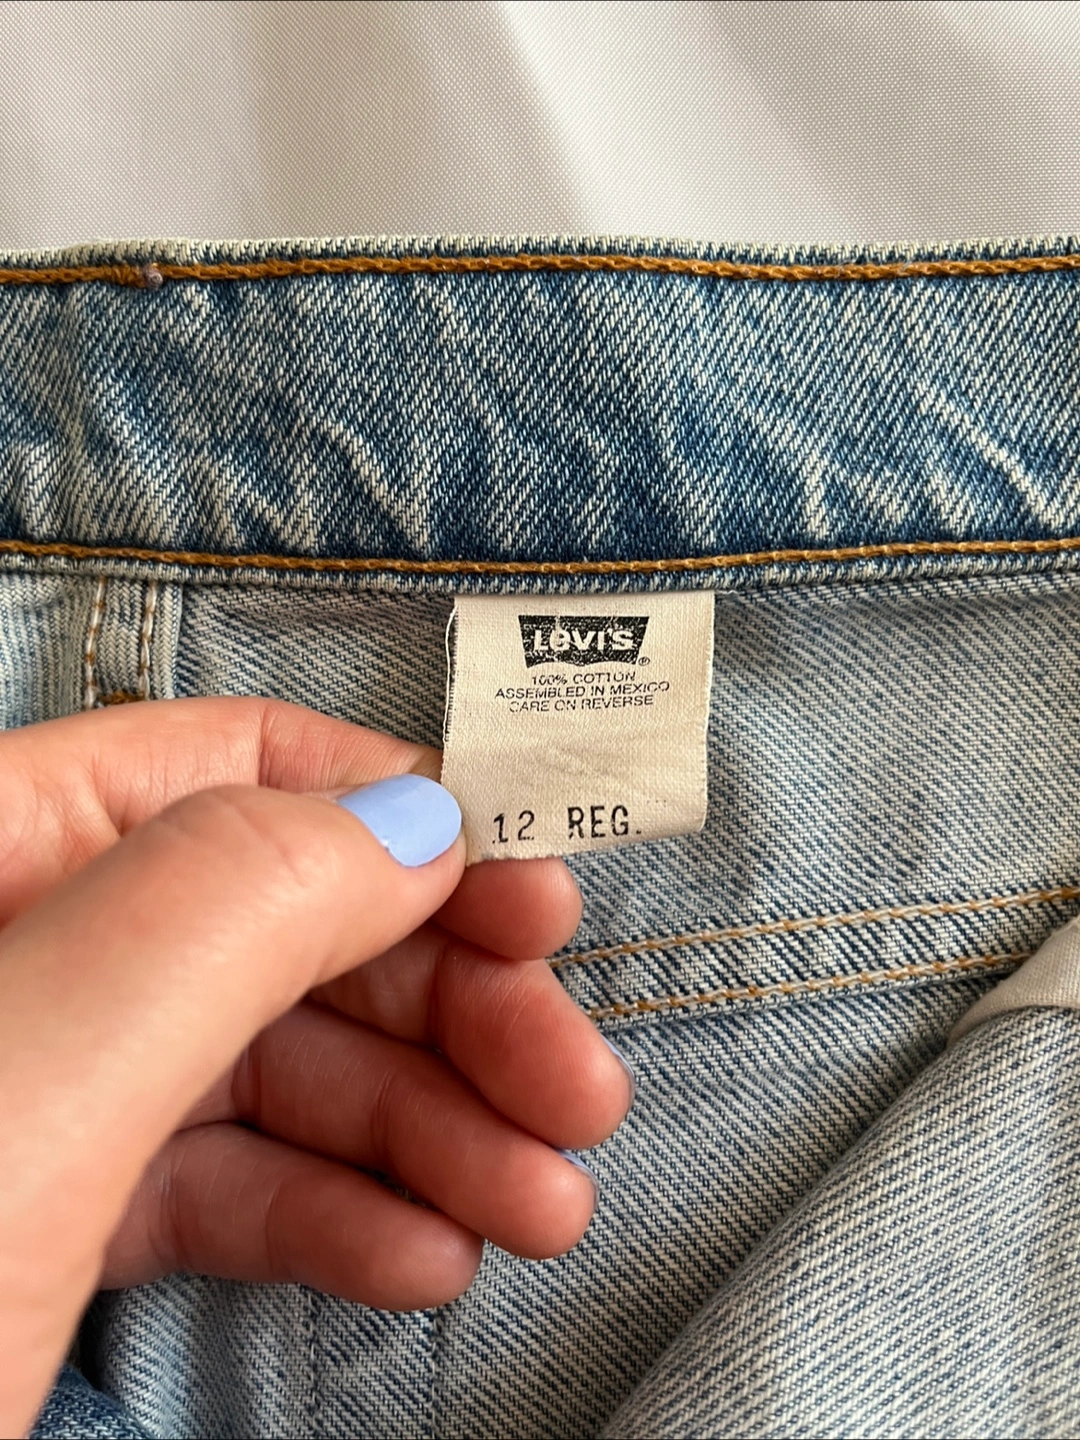 LEVI'S®
100% COTTON
ASSEMBLED IN MEXICO
CARE ON REVERSE
12 REG.